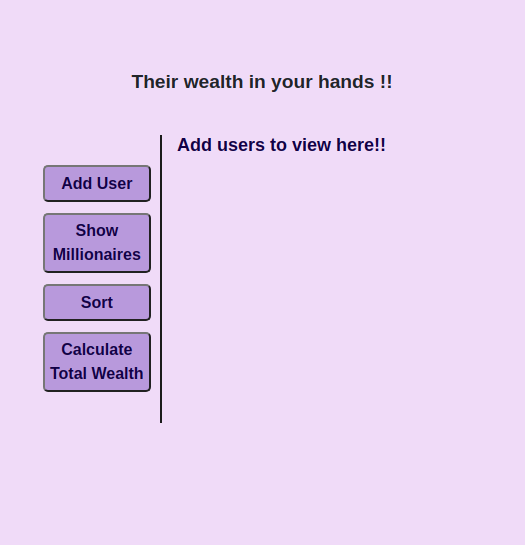 Their wealth in your hands !!
Add users to view here!!
Add User
Show
Millionaires
Sort
Calculate
Total Wealth